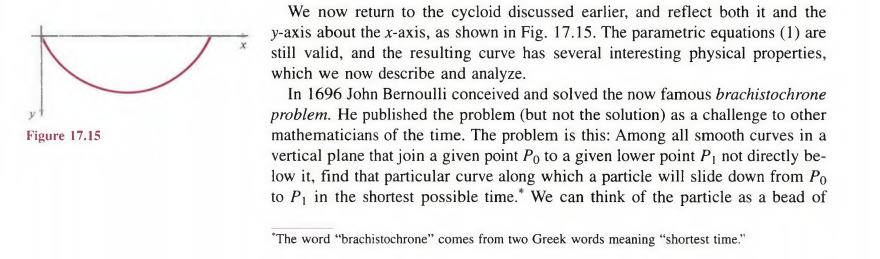 We now return to the cycloid discussed earlier, and reflect both it and the
y-axis about the x-axis, as shown in Fig. 17.15. The parametric equations (1) are
still valid, and the resulting curve has several interesting physical properties,
which we now describe and analyze.
In 1696 John Bernoulli conceived and solved the now famous brachistochrone
problem. He published the problem (but not the solution) as a challenge to other
mathematicians of the time. The problem is this: Among all smooth curves in a
vertical plane that join a given point P₀ to a given lower point P₁ not directly be-
low it, find that particular curve along which a particle will slide down from P₀
to P₁ in the shortest possible time.* We can think of the particle as a bead of
x
y
Figure 17.15
*The word “brachistochrone” comes from two Greek words meaning “shortest time.”